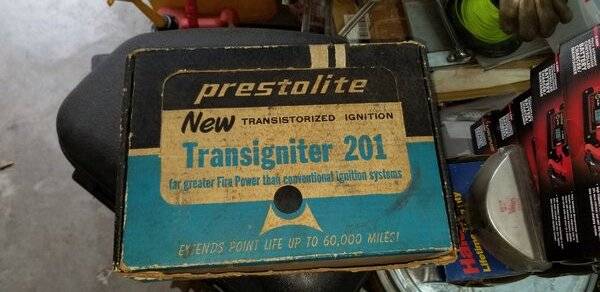 prestolite
New TRANSISTORIZED IGNITION
Transigniter 201
far greater Fire Power than conventional ignition systems
EXTENDS POINT LIFE UP TO 60,000 MILES!